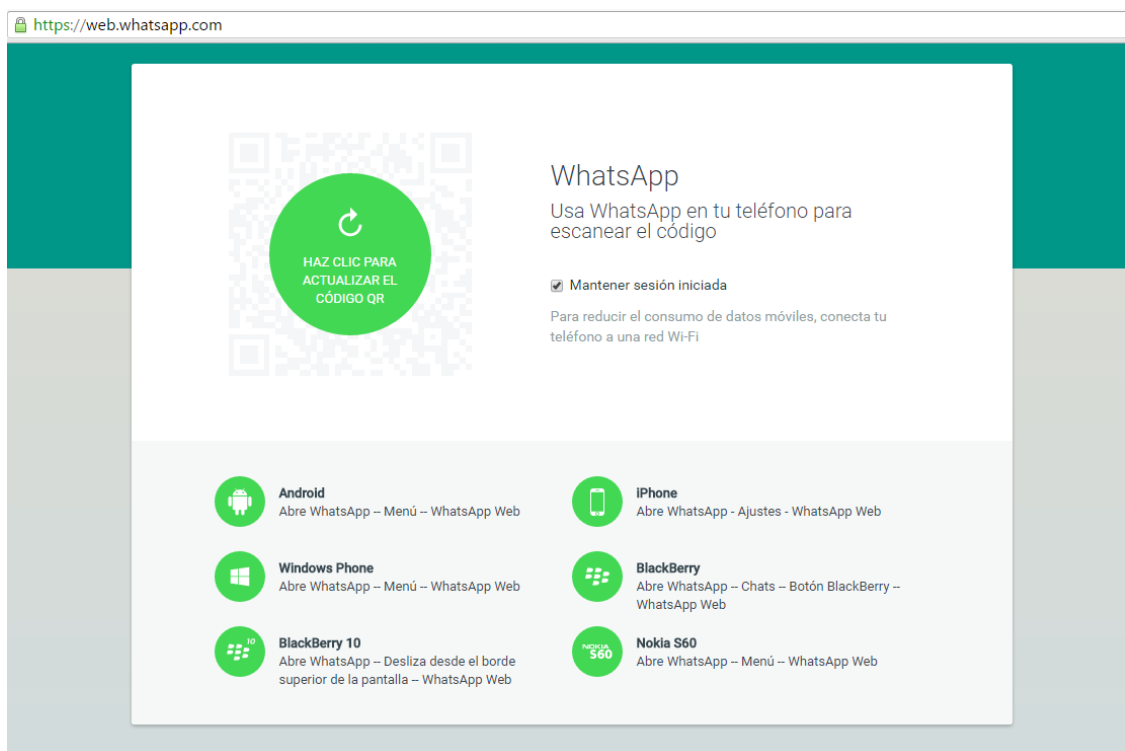 https://web.whatsapp.com
HAZ CLIC PARA
ACTUALIZAR EL
CÓDIGO QR
WhatsApp
Usa WhatsApp en tu teléfono para
escanear el código
Mantener sesión iniciada
Para reducir el consumo de datos móviles, conecta tu
teléfono a una red Wi-Fi
Android
Abre WhatsApp -- Menú -- WhatsApp Web
iPhone
Abre WhatsApp - Ajustes - WhatsApp Web
Windows Phone
Abre WhatsApp -- Menú -- WhatsApp Web
BlackBerry
Abre WhatsApp -- Chats -- Botón BlackBerry --
WhatsApp Web
10
BlackBerry 10
Abre WhatsApp -- Desliza desde el borde
superior de la pantalla -- WhatsApp Web
NOKIA
S60
Nokia S60
Abre WhatsApp -- Menú -- WhatsApp Web